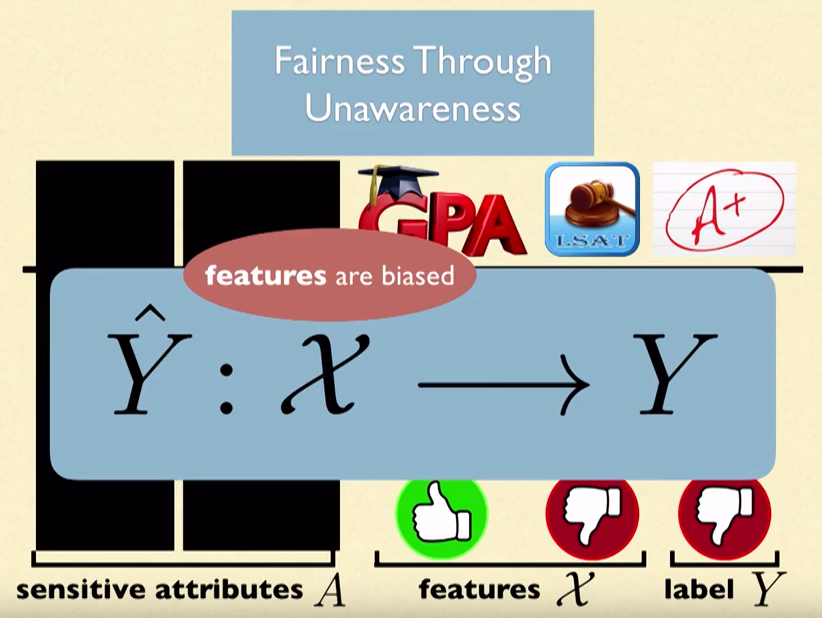 Fairness Through
Unawareness
GPA
LSAT
A+
features are biased
Ŷ : 𝒳 ⟶ Y
sensitive attributes A
features 𝒳
label Y